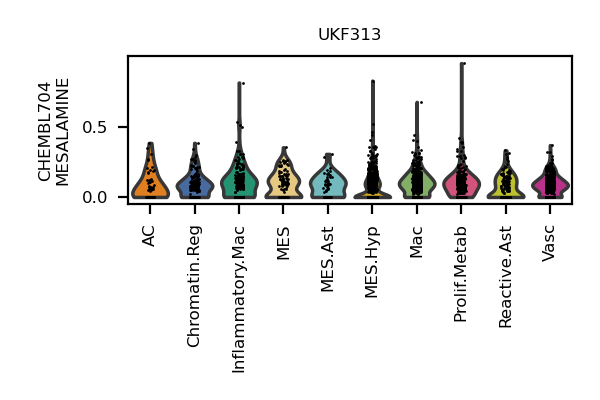 UKF313
CHEMBL704
MESALAMINE
0.5
0.0
AC
Chromatin.Reg
Inflammatory.Mac
MES
MES.Ast
MES.Hyp
Mac
Prolif.Metab
Reactive.Ast
Vasc